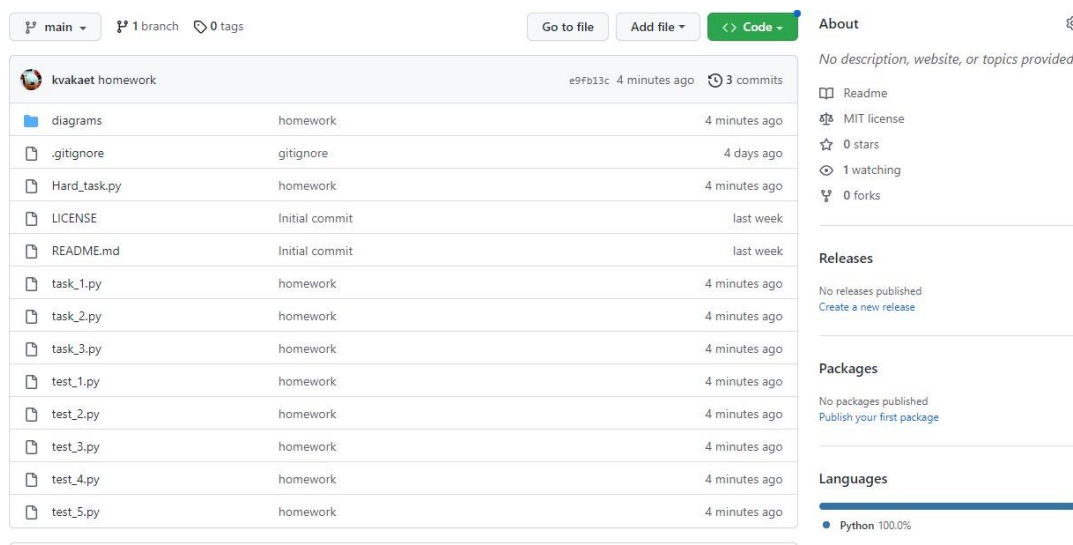 main 1 branch 0 tags Go to file Add file Code
kvakaet homework e9fb13c 4 minutes ago 3 commits
diagrams homework 4 minutes ago
.gitignore gitignore 4 days ago
Hard_task.py homework 4 minutes ago
LICENSE Initial commit last week
README.md Initial commit last week
task_1.py homework 4 minutes ago
task_2.py homework 4 minutes ago
task_3.py homework 4 minutes ago
test_1.py homework 4 minutes ago
test_2.py homework 4 minutes ago
test_3.py homework 4 minutes ago
test_4.py homework 4 minutes ago
test_5.py homework 4 minutes ago
About
No description, website, or topics provided
Readme
MIT license
0 stars
1 watching
0 forks
Releases
No releases published
Create a new release
Packages
No packages published
Publish your first package
Languages
Python 100.0%